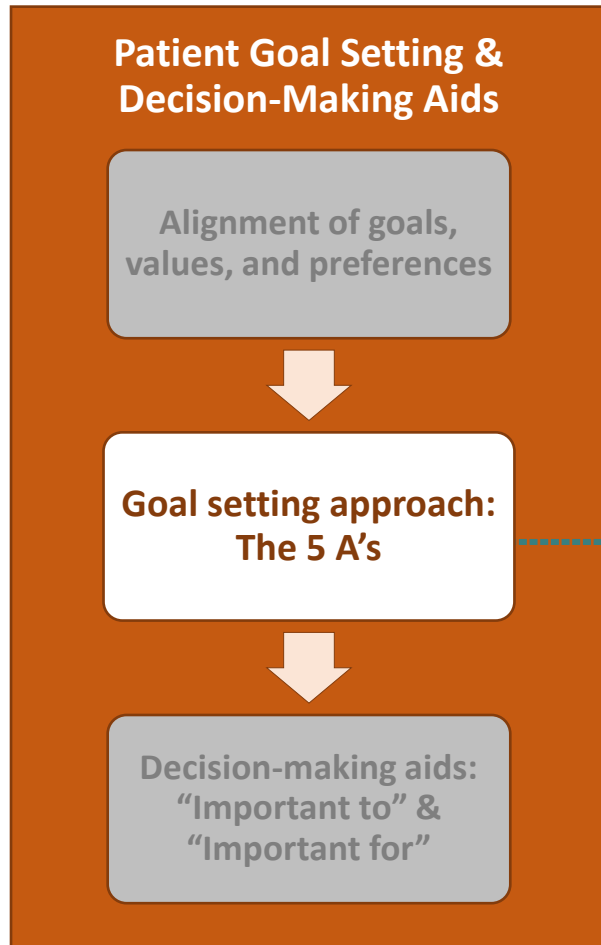 Patient Goal Setting &
Decision-Making Aids
Alignment of goals,
values, and preferences
Goal setting approach:
The 5 A’s
Decision-making aids:
“Important to” &
“Important for”